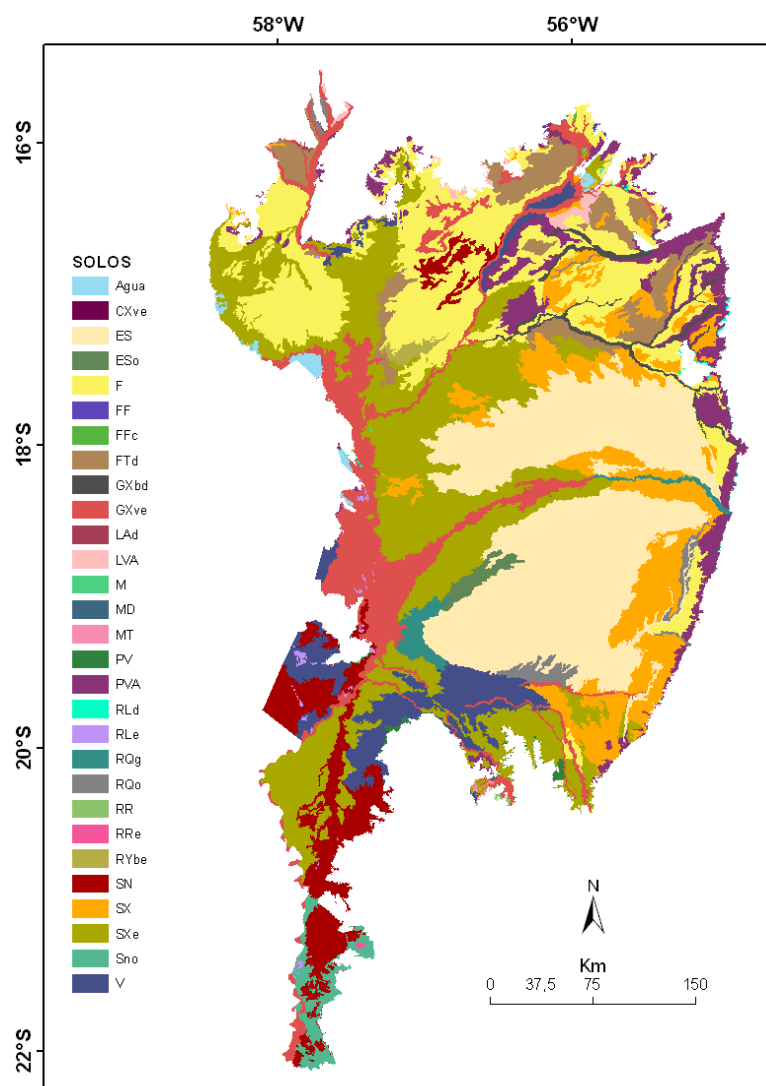 58°W 56°W
16°S
18°S
20°S
22°S
SOLOS
Agua
CXve
ES
ESo
F
FF
FFc
FTd
GXbd
GXve
LAd
LVA
M
MD
MT
PV
PVA
RLd
RLe
RQg
RQo
RR
RRe
RYbe
SN
SX
SXe
Sno
V
N
Km
0 37,5 75 150